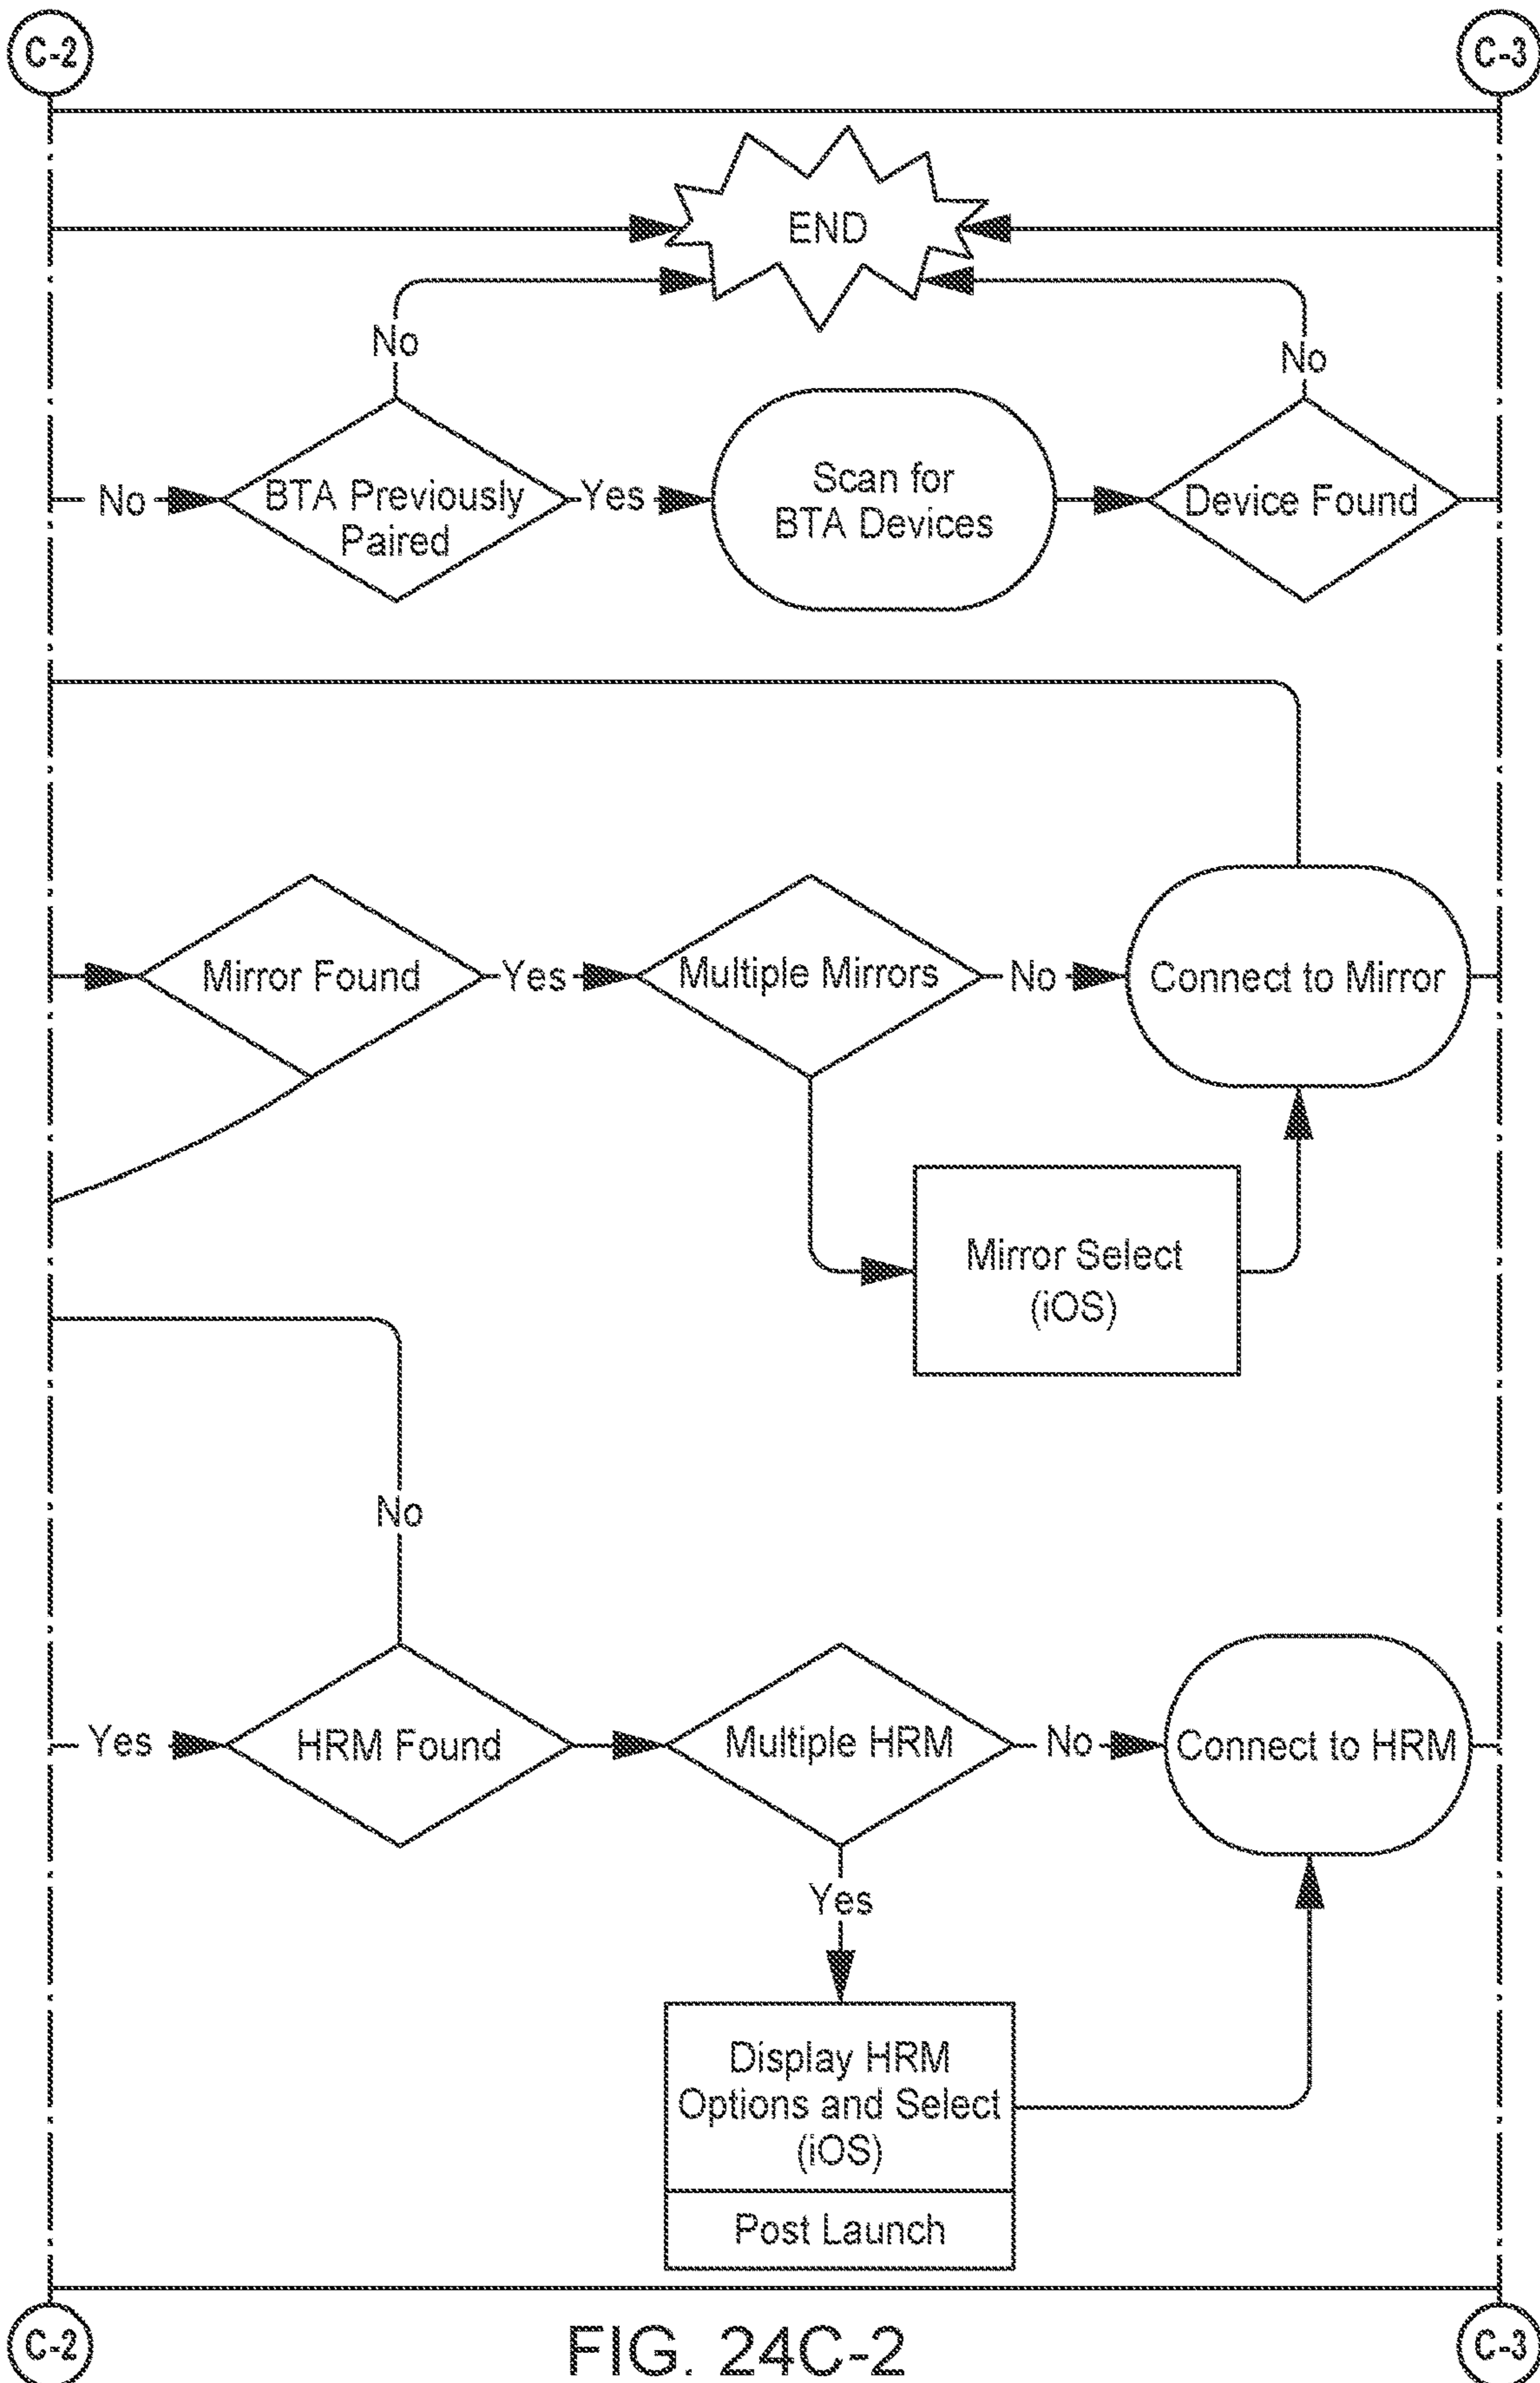 C-2
C-3
END
No
No
No
BTA Previously
Paired
Yes
Scan for
BTA Devices
Device Found
Mirror Found
Yes
Multiple Mirrors
No
Connect to Mirror
Mirror Select
(iOS)
No
Yes
HRM Found
Multiple HRM
No
Connect to HRM
Yes
Display HRM
Options and Select
(iOS)
Post Launch
C-2
FIG. 24C-2
C-3